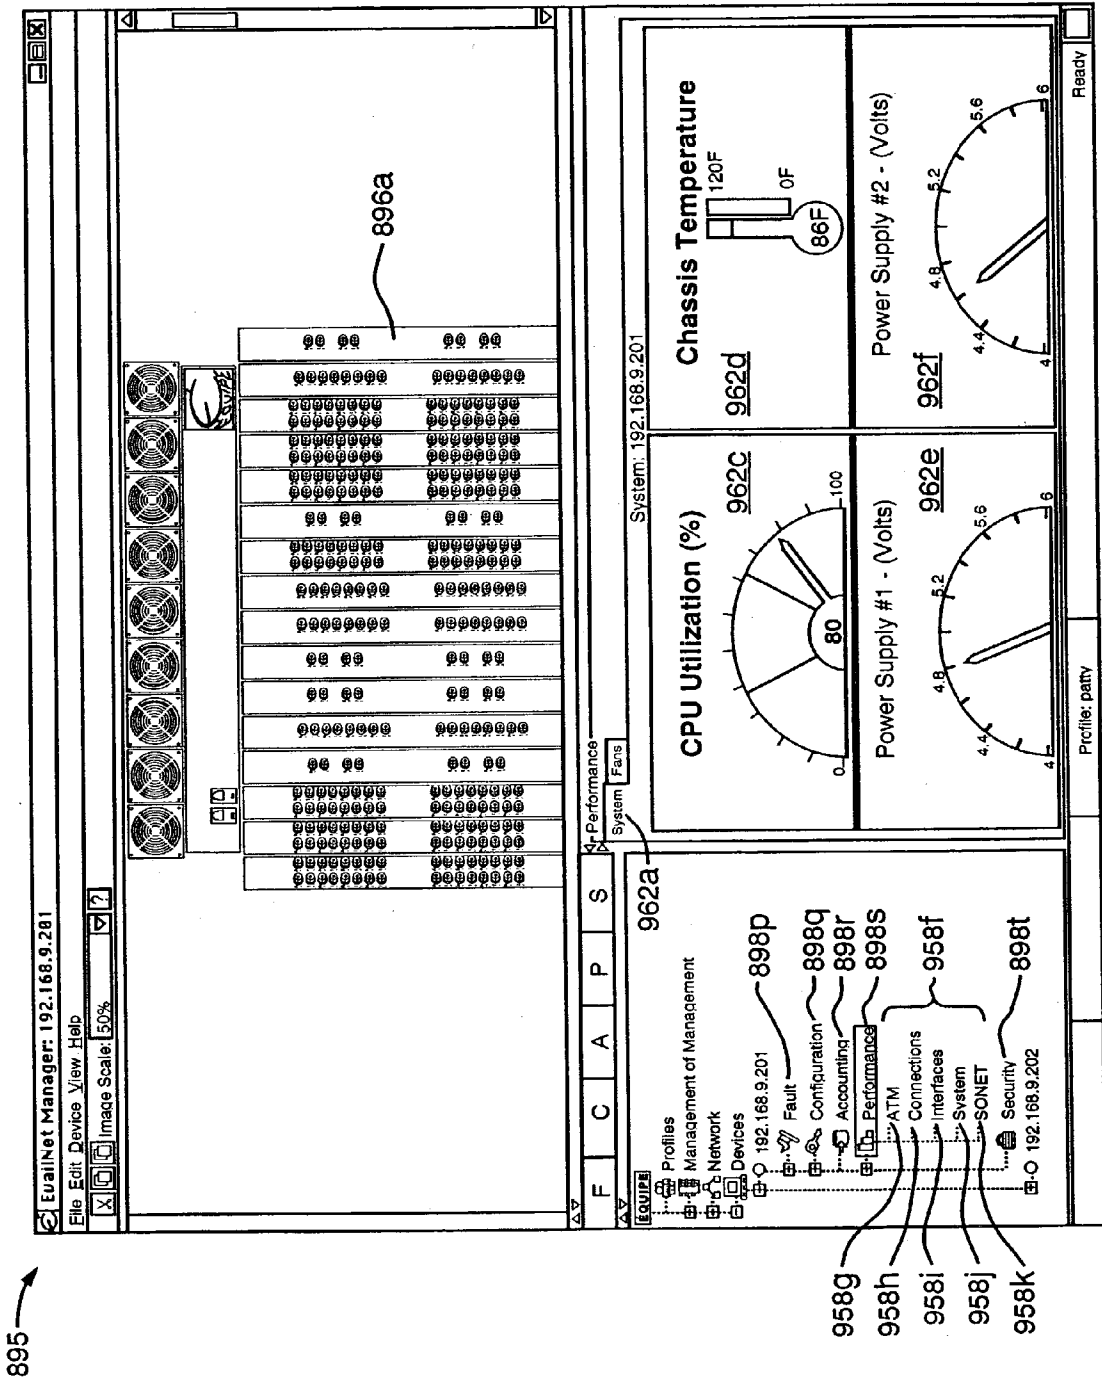 895
EvailNet Manager: 192.168.9.201
File Edit Device View Help
Image Scale: 50% ?
EQUIPE
896a
F C A P S
EQUIPE
Profiles
Management of Management
Network
Devices
192.168.9.201
Fault
Configuration
Accounting
Performance
ATM
Connections
Interfaces
System
SONET
Security
192.168.9.202
898p
898q
898r
898s
958f
898t
958g
958h
958i
958j
958k
962a
Performance
System Fans
System: 192.168.9.201
CPU Utilization (%)
962c
0 100
80
Chassis Temperature
962d
120F
0F
86F
Power Supply #1 - (Volts)
962e
4 4.4 4.8 5.2 5.6 6
Power Supply #2 - (Volts)
962f
4 4.4 4.8 5.2 5.6 6
Profile: patty
Ready